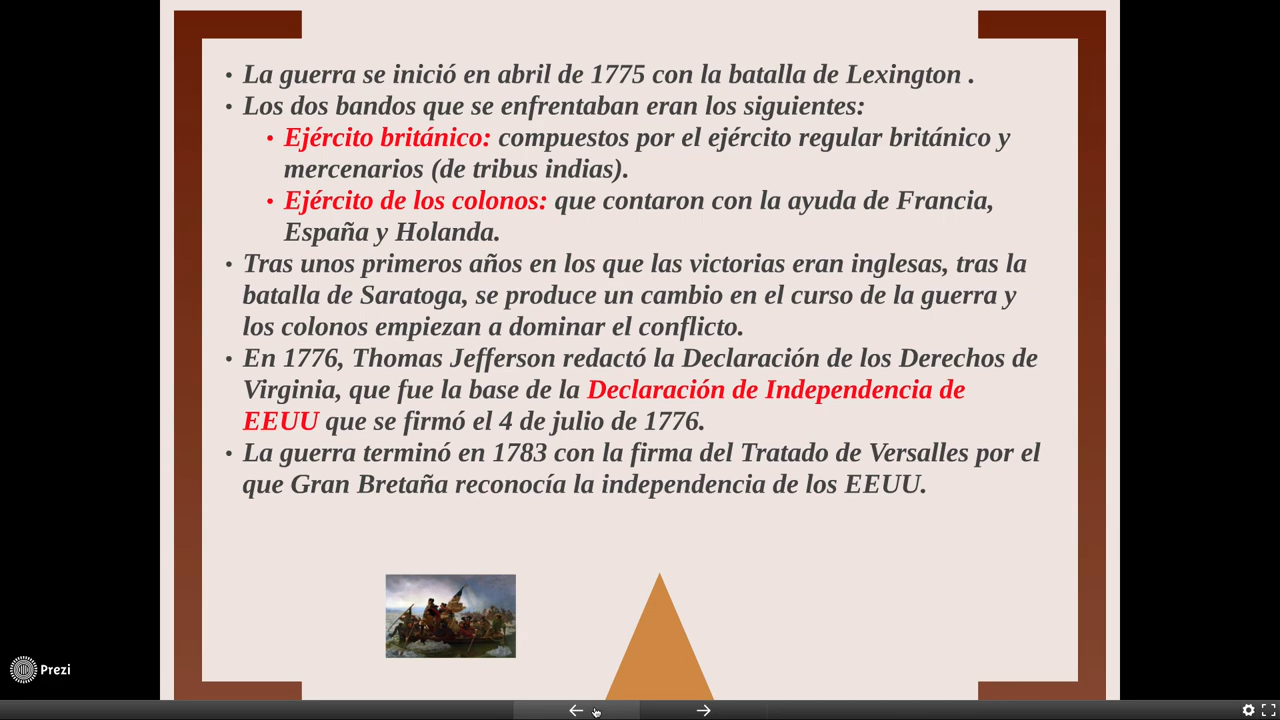 • La guerra se inició en abril de 1775 con la batalla de Lexington .
• Los dos bandos que se enfrentaban eran los siguientes:
• Ejército británico: compuestos por el ejército regular británico y
mercenarios (de tribus indias).
• Ejército de los colonos: que contaron con la ayuda de Francia,
España y Holanda.
• Tras unos primeros años en los que las victorias eran inglesas, tras la
batalla de Saratoga, se produce un cambio en el curso de la guerra y
los colonos empiezan a dominar el conflicto.
• En 1776, Thomas Jefferson redactó la Declaración de los Derechos de
Virginia, que fue la base de la Declaración de Independencia de
EEUU que se firmó el 4 de julio de 1776.
• La guerra terminó en 1783 con la firma del Tratado de Versalles por el
que Gran Bretaña reconocía la independencia de los EEUU.
Prezi